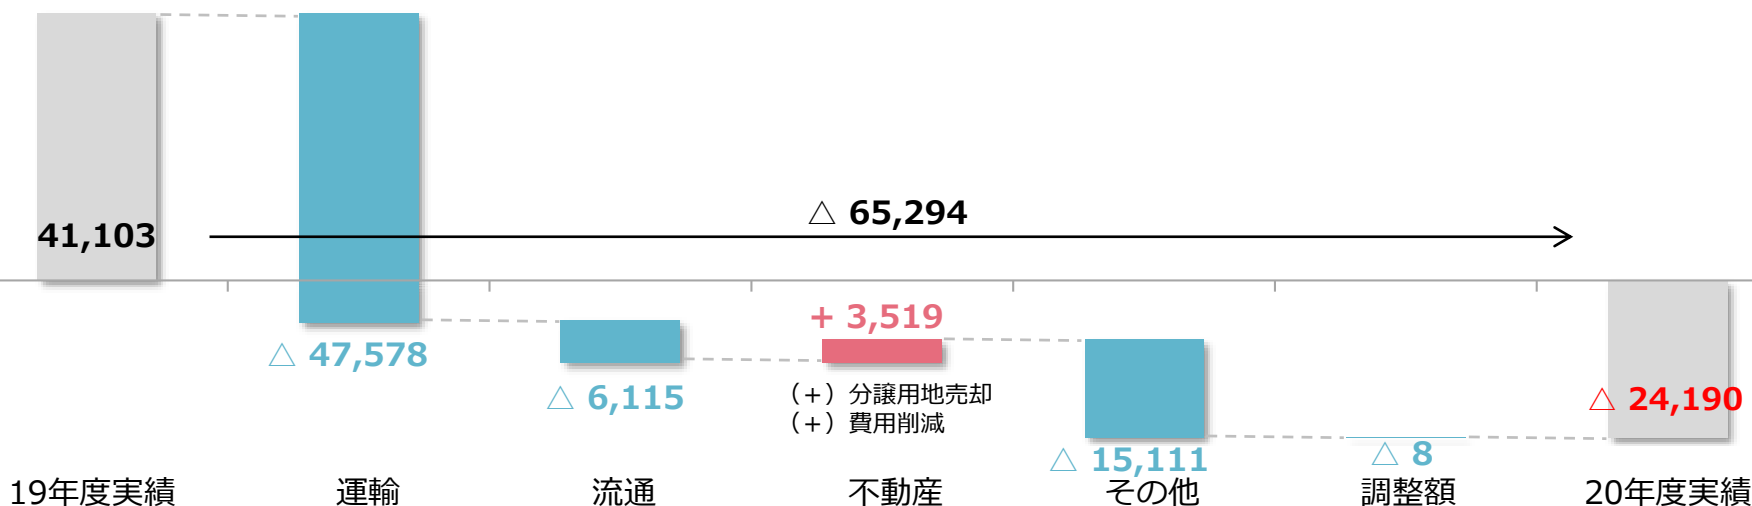 △ 65,294
41,103
+ 3,519
△ 47,578
△ 6,115
（+）分譲用地売却
（+）費用削減
△ 24,190
△ 15,111
△ 8
19年度実績
運輸
流通
不動産
その他
調整額
20年度実績